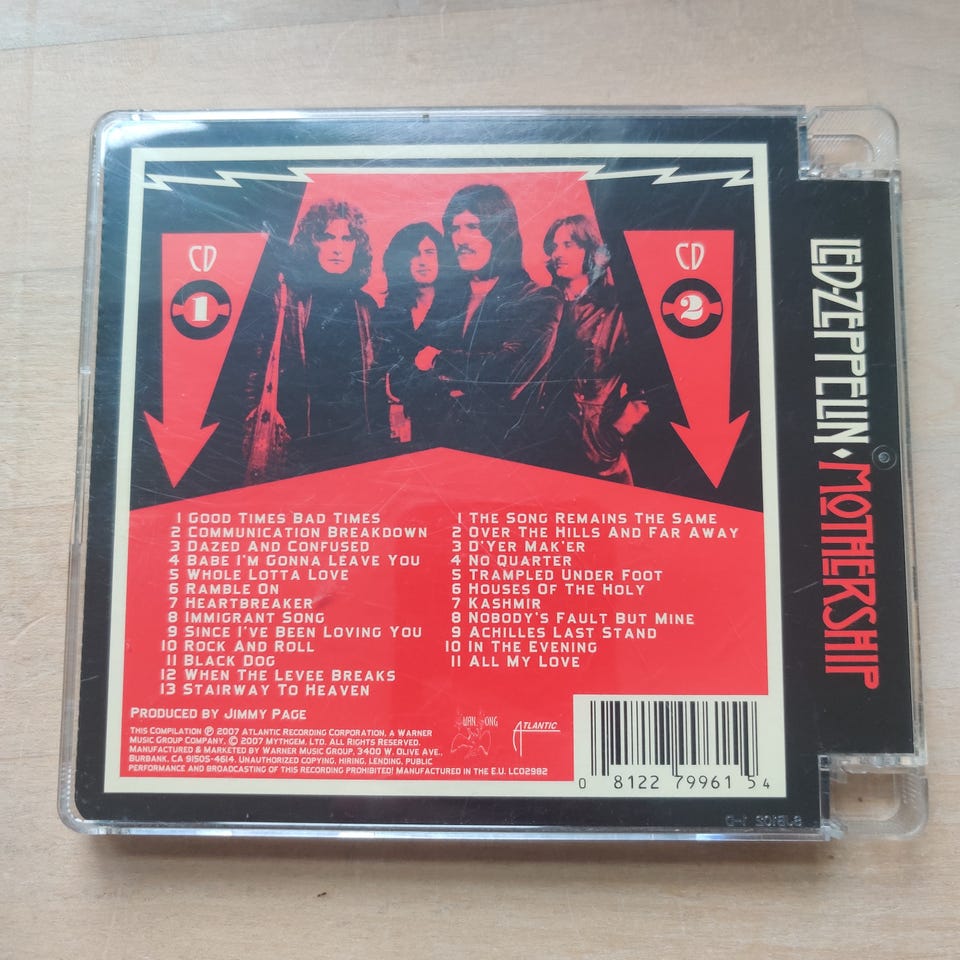 CD
1
CD
2
1 GOOD TIMES BAD TIMES
2 COMMUNICATION BREAKDOWN
3 DAZED AND CONFUSED
4 BABE I'M GONNA LEAVE YOU
5 WHOLE LOTTA LOVE
6 RAMBLE ON
7 HEARTBREAKER
8 IMMIGRANT SONG
9 SINCE I'VE BEEN LOVING YOU
10 ROCK AND ROLL
11 BLACK DOG
12 WHEN THE LEVEE BREAKS
13 STAIRWAY TO HEAVEN
1 THE SONG REMAINS THE SAME
2 OVER THE HILLS AND FAR AWAY
3 D'YER MAK'ER
4 NO QUARTER
5 TRAMPLED UNDER FOOT
6 HOUSES OF THE HOLY
7 KASHMIR
8 NOBODY'S FAULT BUT MINE
9 ACHILLES LAST STAND
10 IN THE EVENING
11 ALL MY LOVE
PRODUCED BY JIMMY PAGE
THIS COMPILATION ℗ 2007 ATLANTIC RECORDING CORPORATION, A WARNER
MUSIC GROUP COMPANY. © 2007 MYTHGEM, LTD. ALL RIGHTS RESERVED.
MANUFACTURED & MARKETED BY WARNER MUSIC GROUP, 3400 W. OLIVE AVE.,
BURBANK, CA 91505-4614. UNAUTHORIZED COPYING, HIRING, LENDING, PUBLIC
PERFORMANCE AND BROADCASTING OF THIS RECORDING PROHIBITED! MANUFACTURED IN THE E.U. LC02982
SWAN SONG
ATLANTIC
0 81227 99615 4
LED-ZEPPELIN ♦ MOTHERSHIP